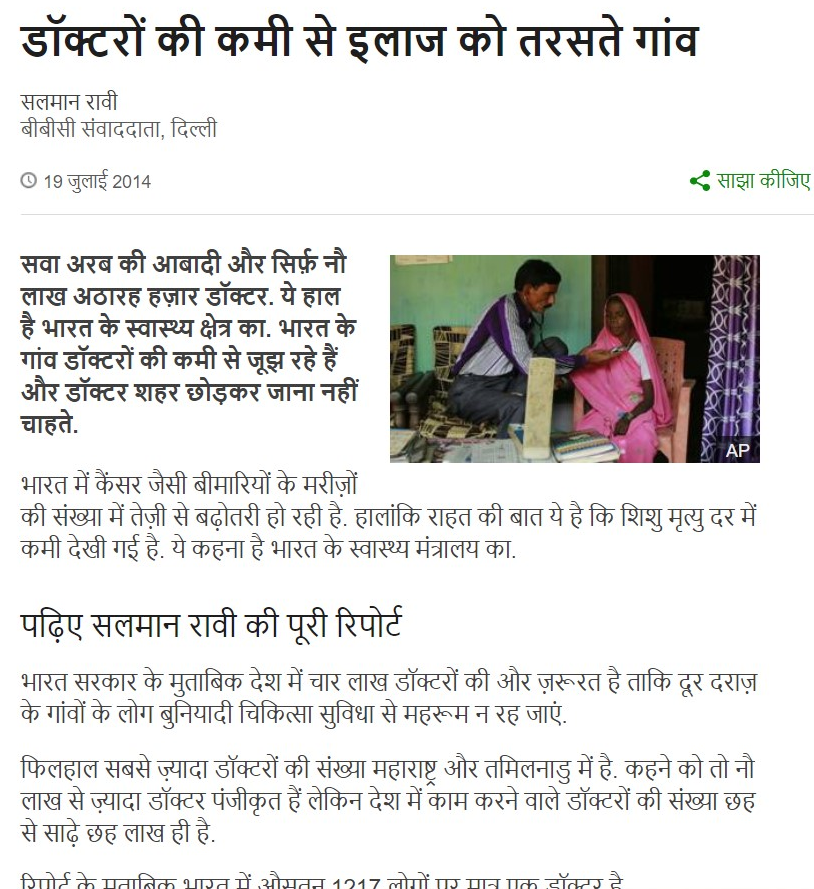 डॉक्टरों की कमी से इलाज को तरसते गांव
सलमान रावी
बीबीसी संवाददाता, दिल्ली
19 जुलाई 2014
साझा कीजिए
सवा अरब की आबादी और सिर्फ़ नौ
लाख अठारह हज़ार डॉक्टर. ये हाल
है भारत के स्वास्थ्य क्षेत्र का. भारत के
गांव डॉक्टरों की कमी से जूझ रहे हैं
और डॉक्टर शहर छोड़कर जाना नहीं
चाहते.
AP
भारत में कैंसर जैसी बीमारियों के मरीज़ों
की संख्या में तेज़ी से बढ़ोतरी हो रही है. हालांकि राहत की बात ये है कि शिशु मृत्यु दर में
कमी देखी गई है. ये कहना है भारत के स्वास्थ्य मंत्रालय का.
पढ़िए सलमान रावी की पूरी रिपोर्ट
भारत सरकार के मुताबिक देश में चार लाख डॉक्टरों की और ज़रूरत है ताकि दूर दराज़
के गांवों के लोग बुनियादी चिकित्सा सुविधा से महरूम न रह जाएं.
फिलहाल सबसे ज़्यादा डॉक्टरों की संख्या महाराष्ट्र और तमिलनाडु में है. कहने को तो नौ
लाख से ज़्यादा डॉक्टर पंजीकृत हैं लेकिन देश में काम करने वाले डॉक्टरों की संख्या छह
से साढ़े छह लाख ही है.
रिपोर्ट के मुताबिक भारत में औसतन 1217 लोगों पर मात्र एक डॉक्टर है